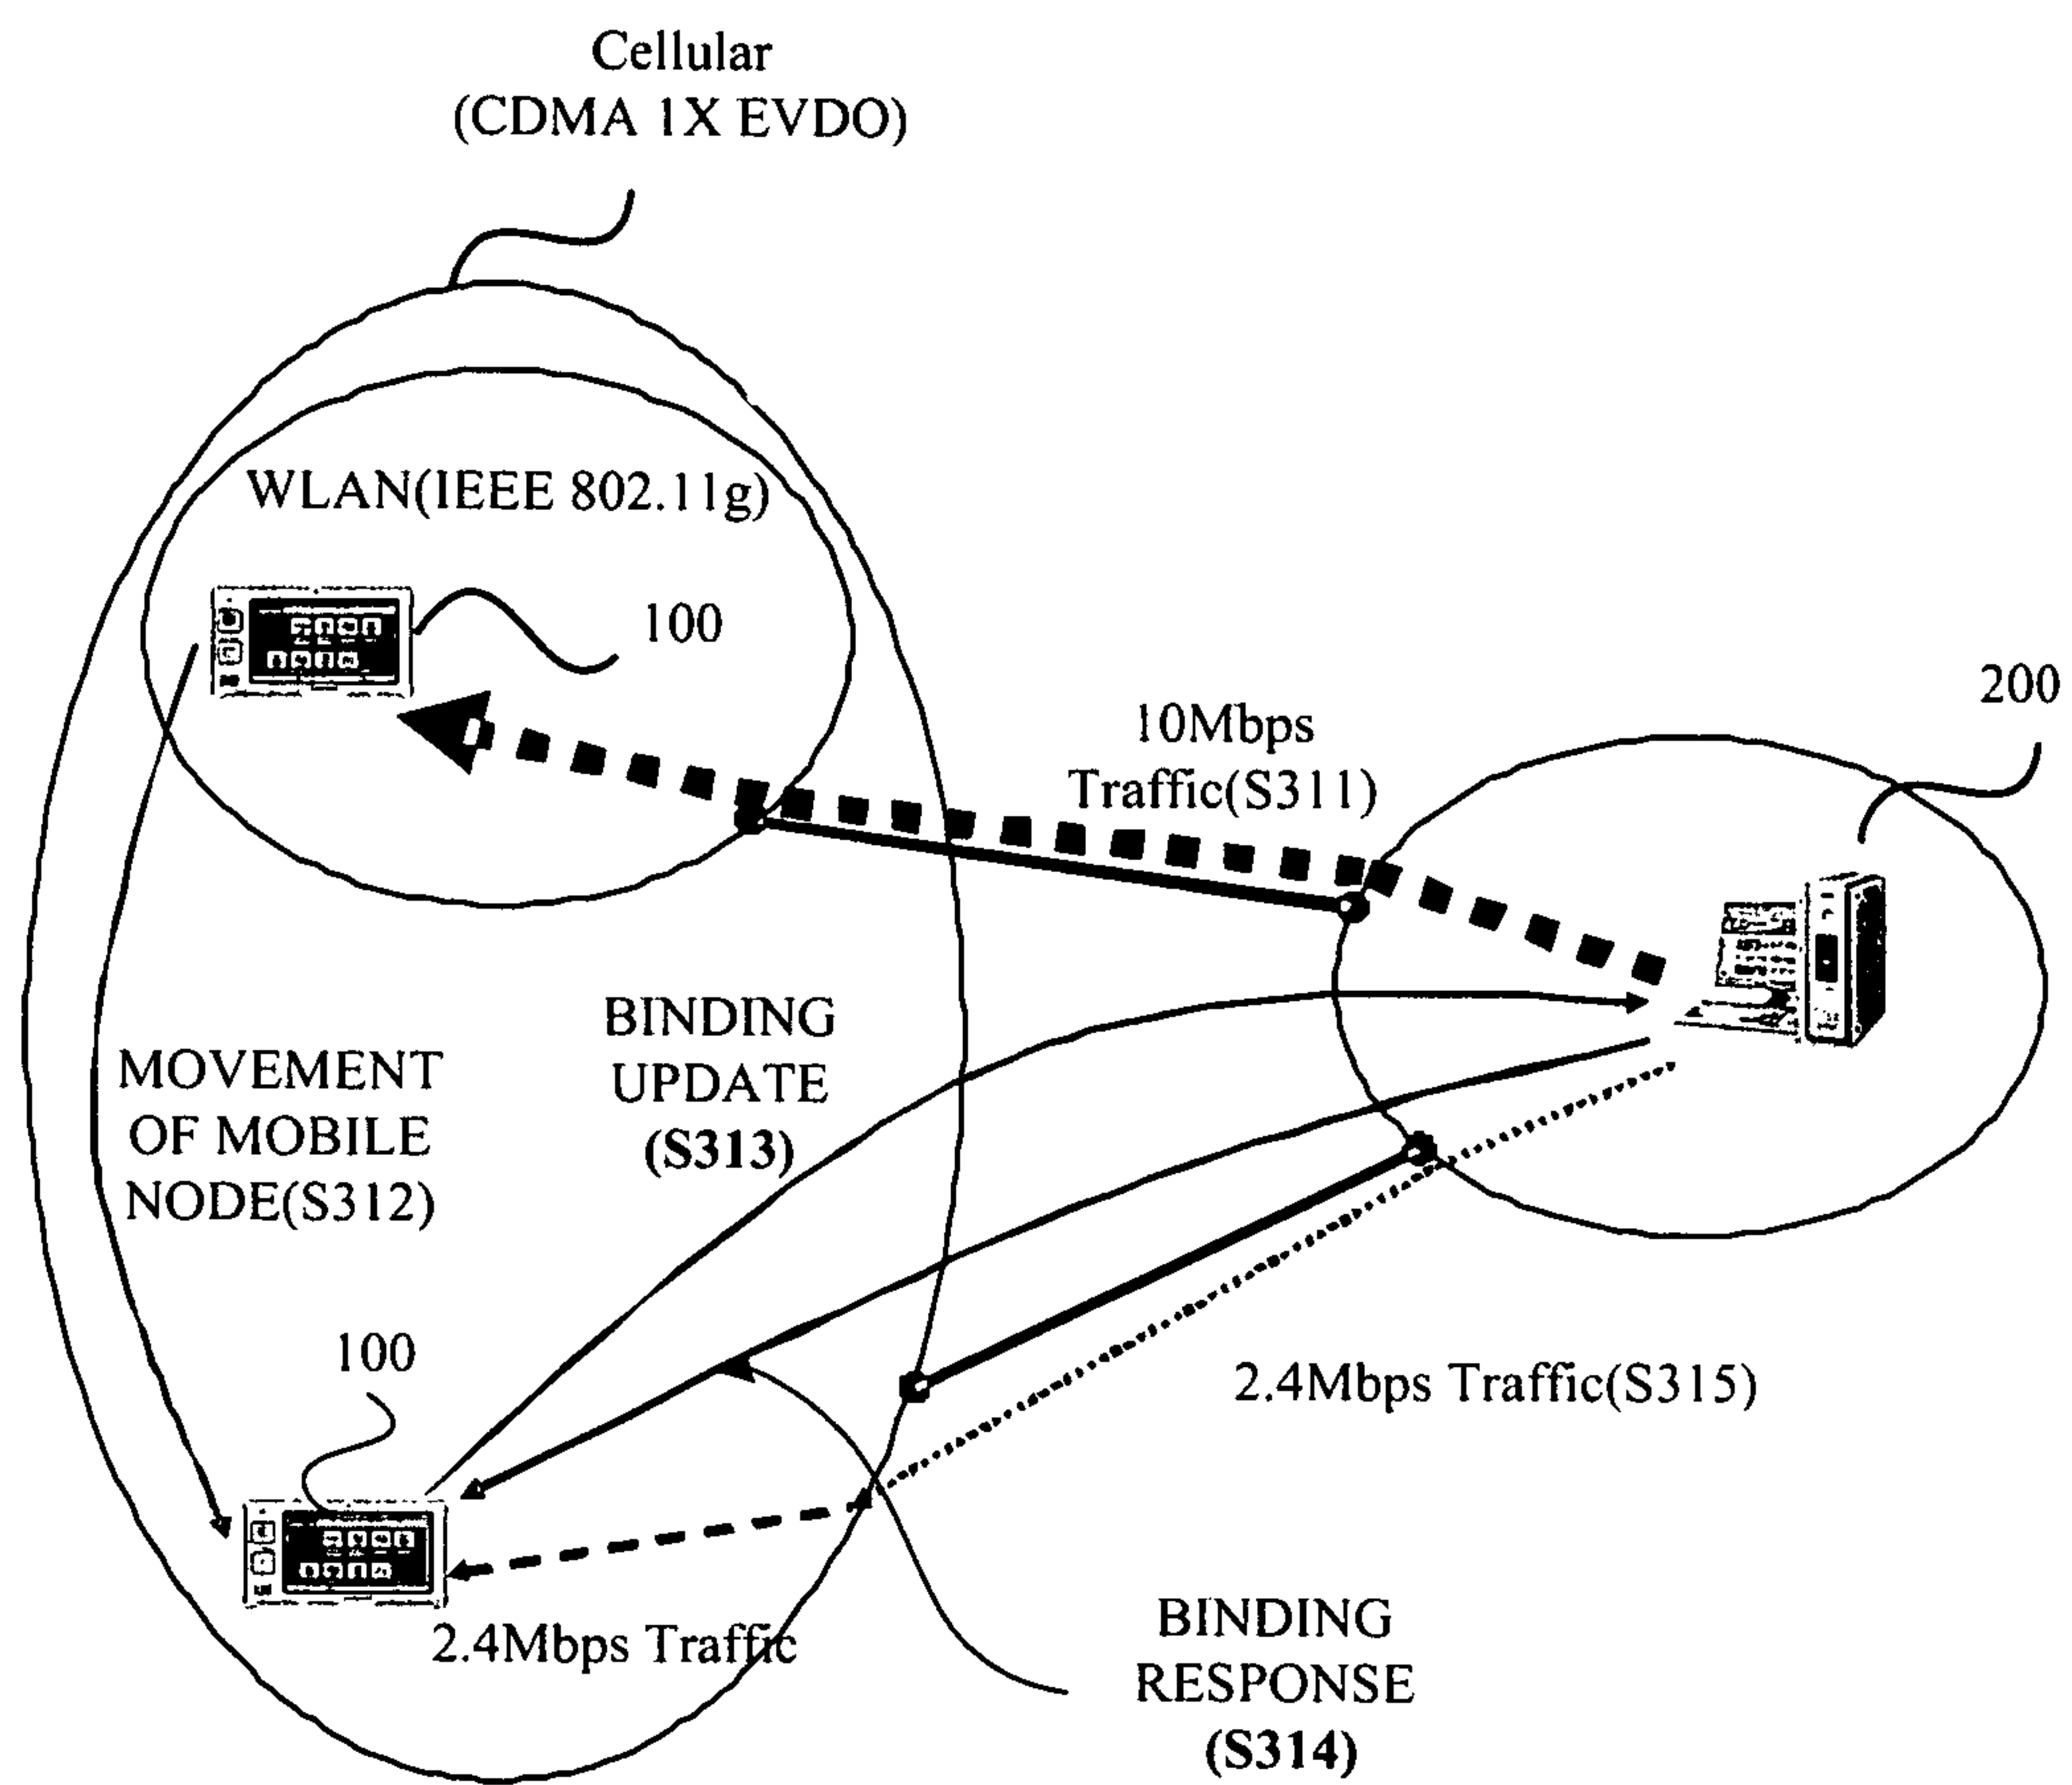 Cellular
(CDMA 1X EVDO)
WLAN(IEEE 802.11g)
100
200
10Mbps
Traffic(S311)
BINDING
UPDATE
(S313)
MOVEMENT
OF MOBILE
NODE(S312)
100
2.4Mbps Traffic(S315)
2.4Mbps Traffic
BINDING
RESPONSE
(S314)